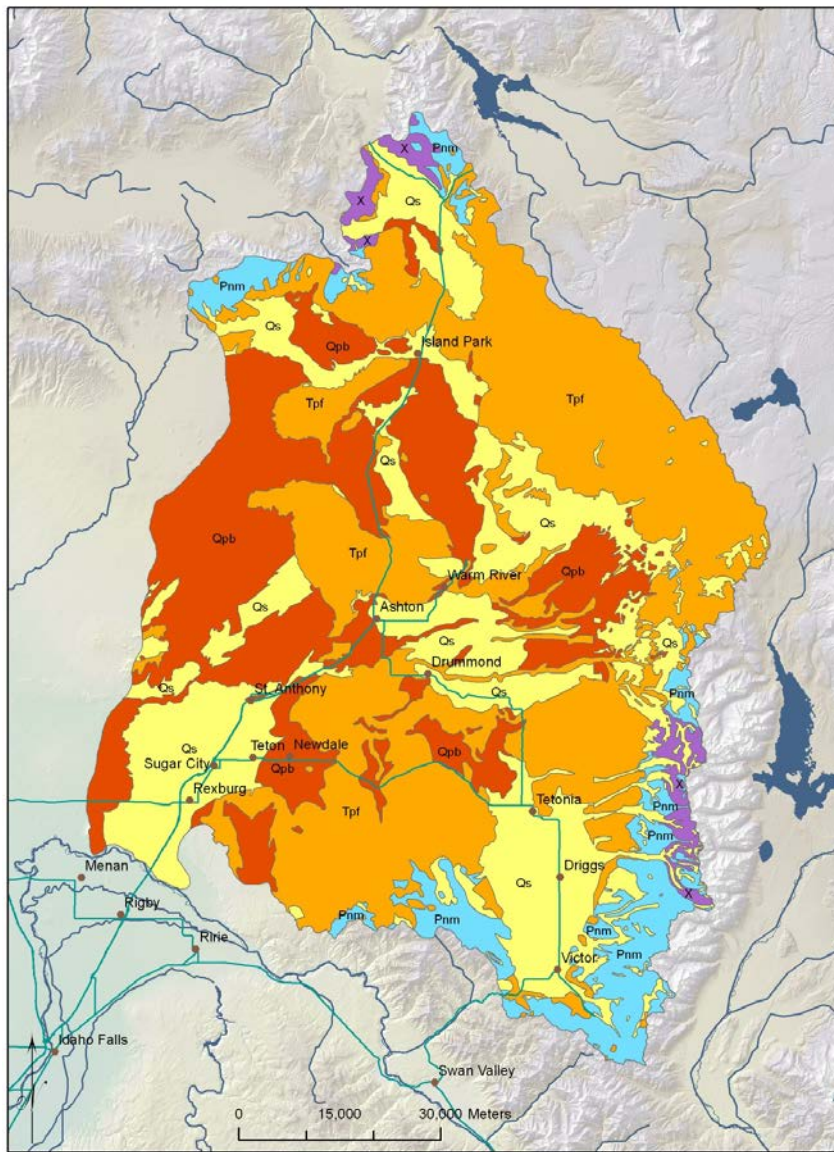 X
Pnm
X
Qs
X
Pnm
Qs
Qpb
Island Park
Tpf
Tpf
Qs
Qs
Qpb
Tpf
Qpb
Warm River
Qs
Ashton
Qs
Qs
Drummond
Qs
Qs
Pnm
St. Anthony
Qs
Teton
Newdale
Qpb
Sugar City
Qpb
X
Rexburg
Pnm
Tetonia
Tpf
Pnm
Menan
Driggs
Qs
X
Rigby
Pnm
Pnm
Pnm
Ririe
Pnm
Victor
Idaho Falls
Swan Valley
0 15,000 30,000 Meters